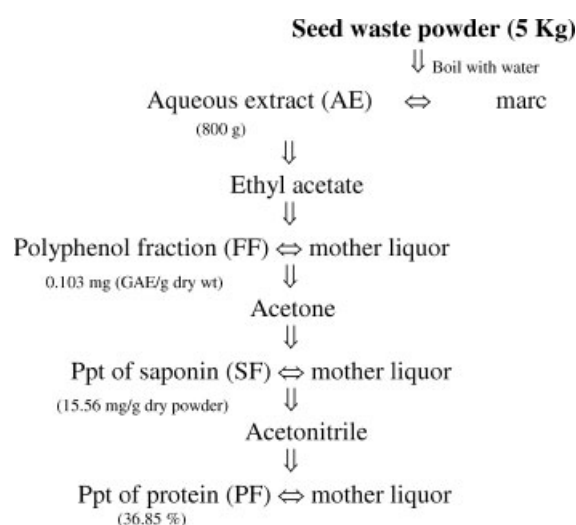 Seed waste powder (5 Kg)
⇓ Boil with water
Aqueous extract (AE) ⇔ marc
(800 g)
⇓
Ethyl acetate
⇓
Polyphenol fraction (FF) ⇔ mother liquor
0.103 mg (GAE/g dry wt) ⇓
Acetone
⇓
Ppt of saponin (SF) ⇔ mother liquor
(15.56 mg/g dry powder) ⇓
Acetonitrile
⇓
Ppt of protein (PF) ⇔ mother liquor
(36.85 %)